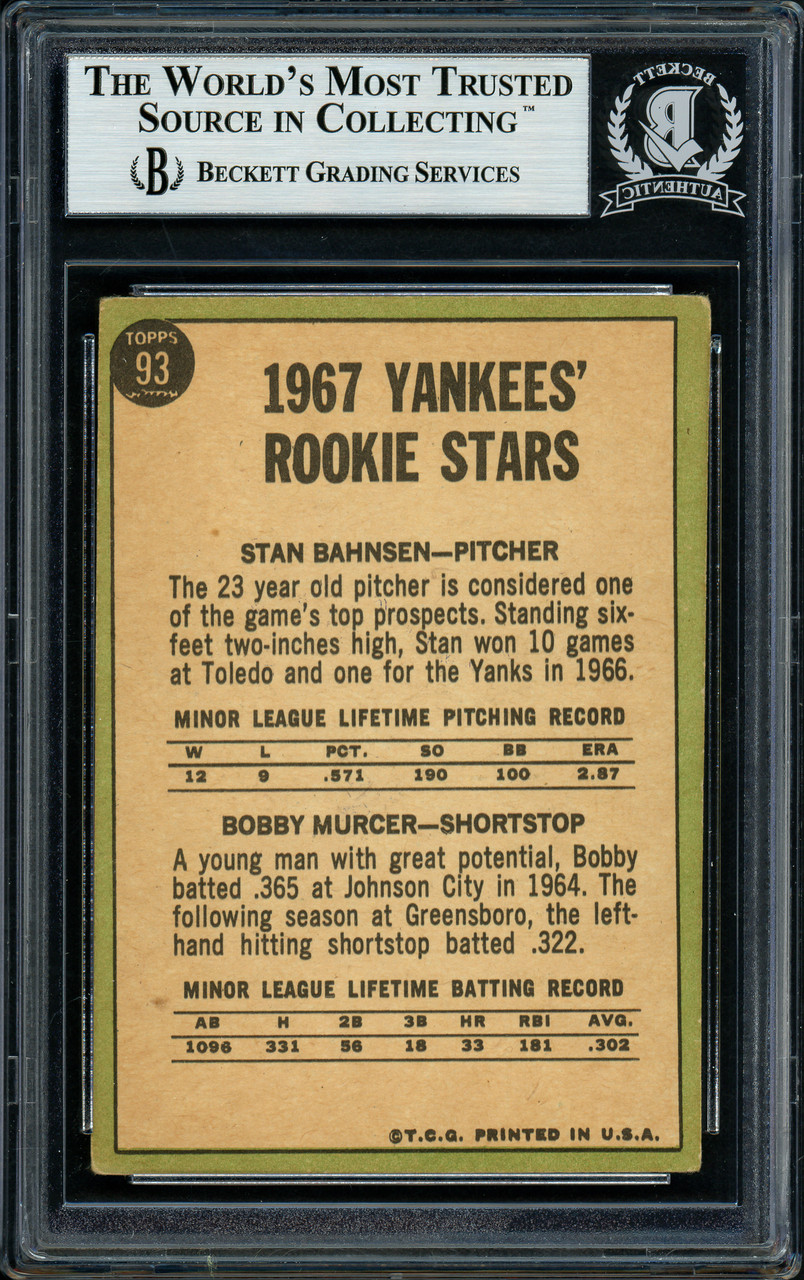 THE WORLD'S MOST TRUSTED
SOURCE IN COLLECTING™
B BECKETT GRADING SERVICES
BECKETT
B
AUTHENTIC
TOPPS
93
1967 YANKEES'
ROOKIE STARS
STAN BAHNSEN—PITCHER
The 23 year old pitcher is considered one
of the game's top prospects. Standing six-
feet two-inches high, Stan won 10 games
at Toledo and one for the Yanks in 1966.
MINOR LEAGUE LIFETIME PITCHING RECORD
W L PCT. SO BB ERA
12 9 .571 190 100 2.87
BOBBY MURCER—SHORTSTOP
A young man with great potential, Bobby
batted .365 at Johnson City in 1964. The
following season at Greensboro, the left-
hand hitting shortstop batted .322.
MINOR LEAGUE LIFETIME BATTING RECORD
AB H 2B 3B HR RBI AVG.
1096 331 56 18 33 181 .302
©T.C.G. PRINTED IN U.S.A.